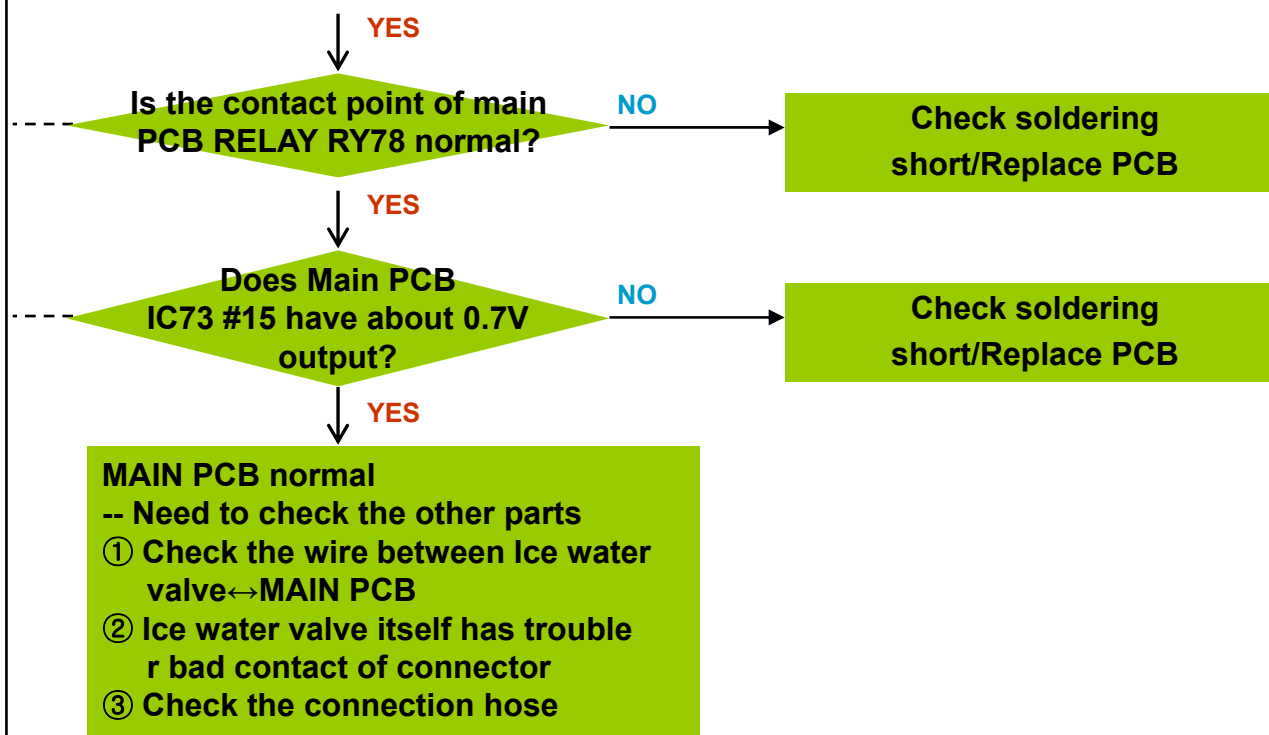 YES
Is the contact point of main
PCB RELAY RY78 normal?
NO
Check soldering
short/Replace PCB
YES
Does Main PCB
IC73 #15 have about 0.7V
output?
NO
Check soldering
short/Replace PCB
YES
MAIN PCB normal
-- Need to check the other parts
① Check the wire between Ice water
valve↔MAIN PCB
② Ice water valve itself has trouble
r bad contact of connector
③ Check the connection hose